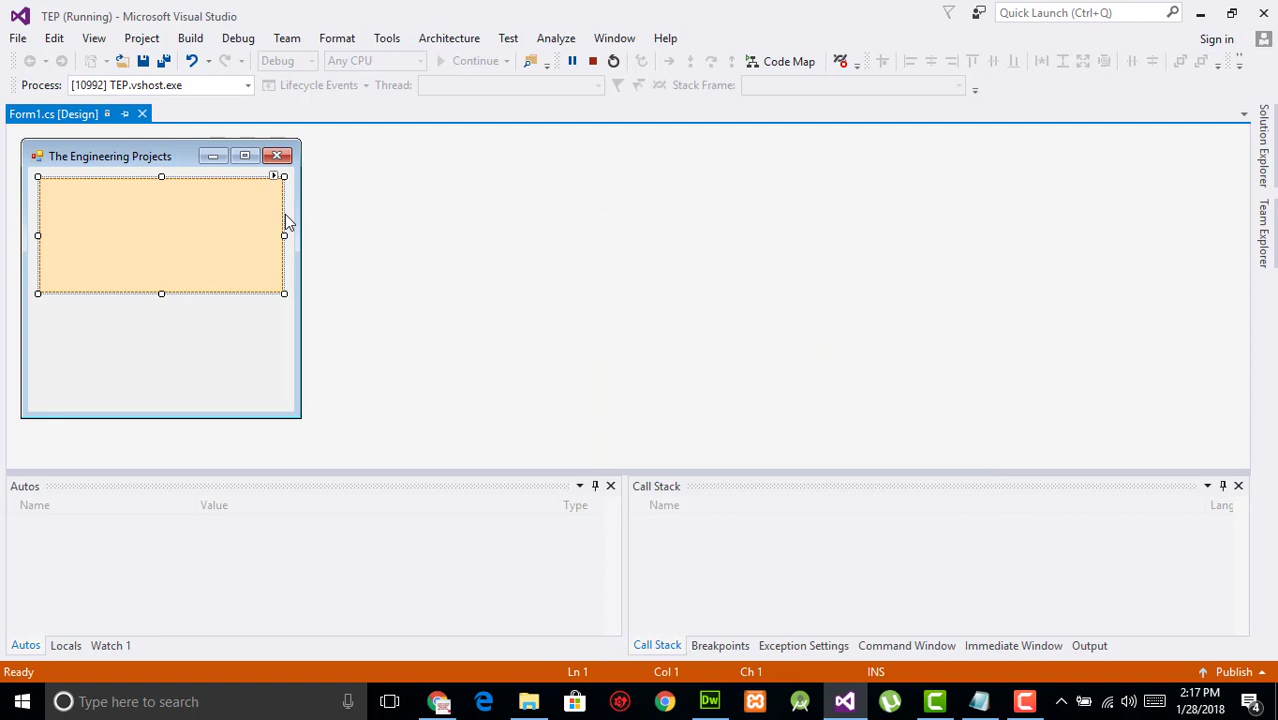 TEP (Running) - Microsoft Visual Studio
Quick Launch (Ctrl+Q)
File Edit View Project Build Debug Team Format Tools Architecture Test Analyze Window Help
Sign in
Debug Any CPU Continue Code Map
Process: [10992] TEP.vshost.exe Lifecycle Events Thread: Stack Frame:
Form1.cs [Design]
The Engineering Projects
Solution Explorer
Team Explorer
Autos
Name Value Type
Call Stack
Name Lang
Autos Locals Watch 1
Call Stack Breakpoints Exception Settings Command Window Immediate Window Output
Ready Ln 1 Col 1 Ch 1 INS Publish
Type here to search
2:17 PM
1/28/2018
4